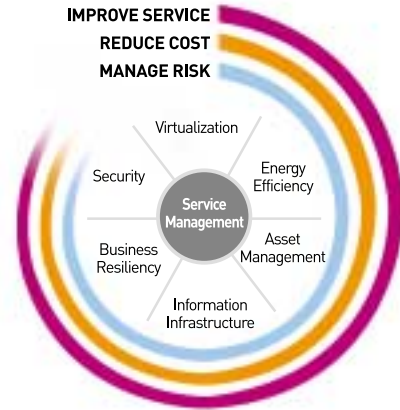 IMPROVE SERVICE
REDUCE COST
MANAGE RISK
Virtualization
Security
Energy
Efficiency
Service
Management
Business
Resiliency
Asset
Management
Information
Infrastructure